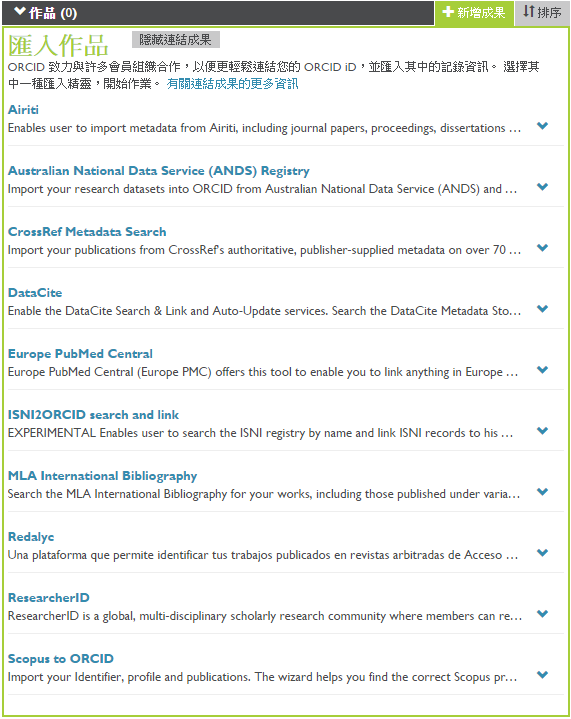 作品 (0)
新增成果
排序
匯入作品
隱藏連結成果
ORCID 致力與許多會員組織合作，以便更輕鬆連結您的 ORCID iD，並匯入其中的記錄資訊。 選擇其
中一種匯入精靈，開始作業。 有關連結成果的更多資訊
Airiti
Enables user to import metadata from Airiti, including journal papers, proceedings, dissertations ...
Australian National Data Service (ANDS) Registry
Import your research datasets into ORCID from Australian National Data Service (ANDS) and ...
CrossRef Metadata Search
Import your publications from CrossRef's authoritative, publisher-supplied metadata on over 70 ...
DataCite
Enable the DataCite Search & Link and Auto-Update services. Search the DataCite Metadata Sto...
Europe PubMed Central
Europe PubMed Central (Europe PMC) offers this tool to enable you to link anything in Europe ...
ISNI2ORCID search and link
EXPERIMENTAL Enables user to search the ISNI registry by name and link ISNI records to his ...
MLA International Bibliography
Search the MLA International Bibliography for your works, including those published under varia...
Redalyc
Una plataforma que permite identificar tus trabajos publicados en revistas arbitradas de Acceso ...
ResearcherID
ResearcherID is a global, multi-disciplinary scholarly research community where members can re...
Scopus to ORCID
Import your Identifier, profile and publications. The wizard helps you find the correct Scopus pr...